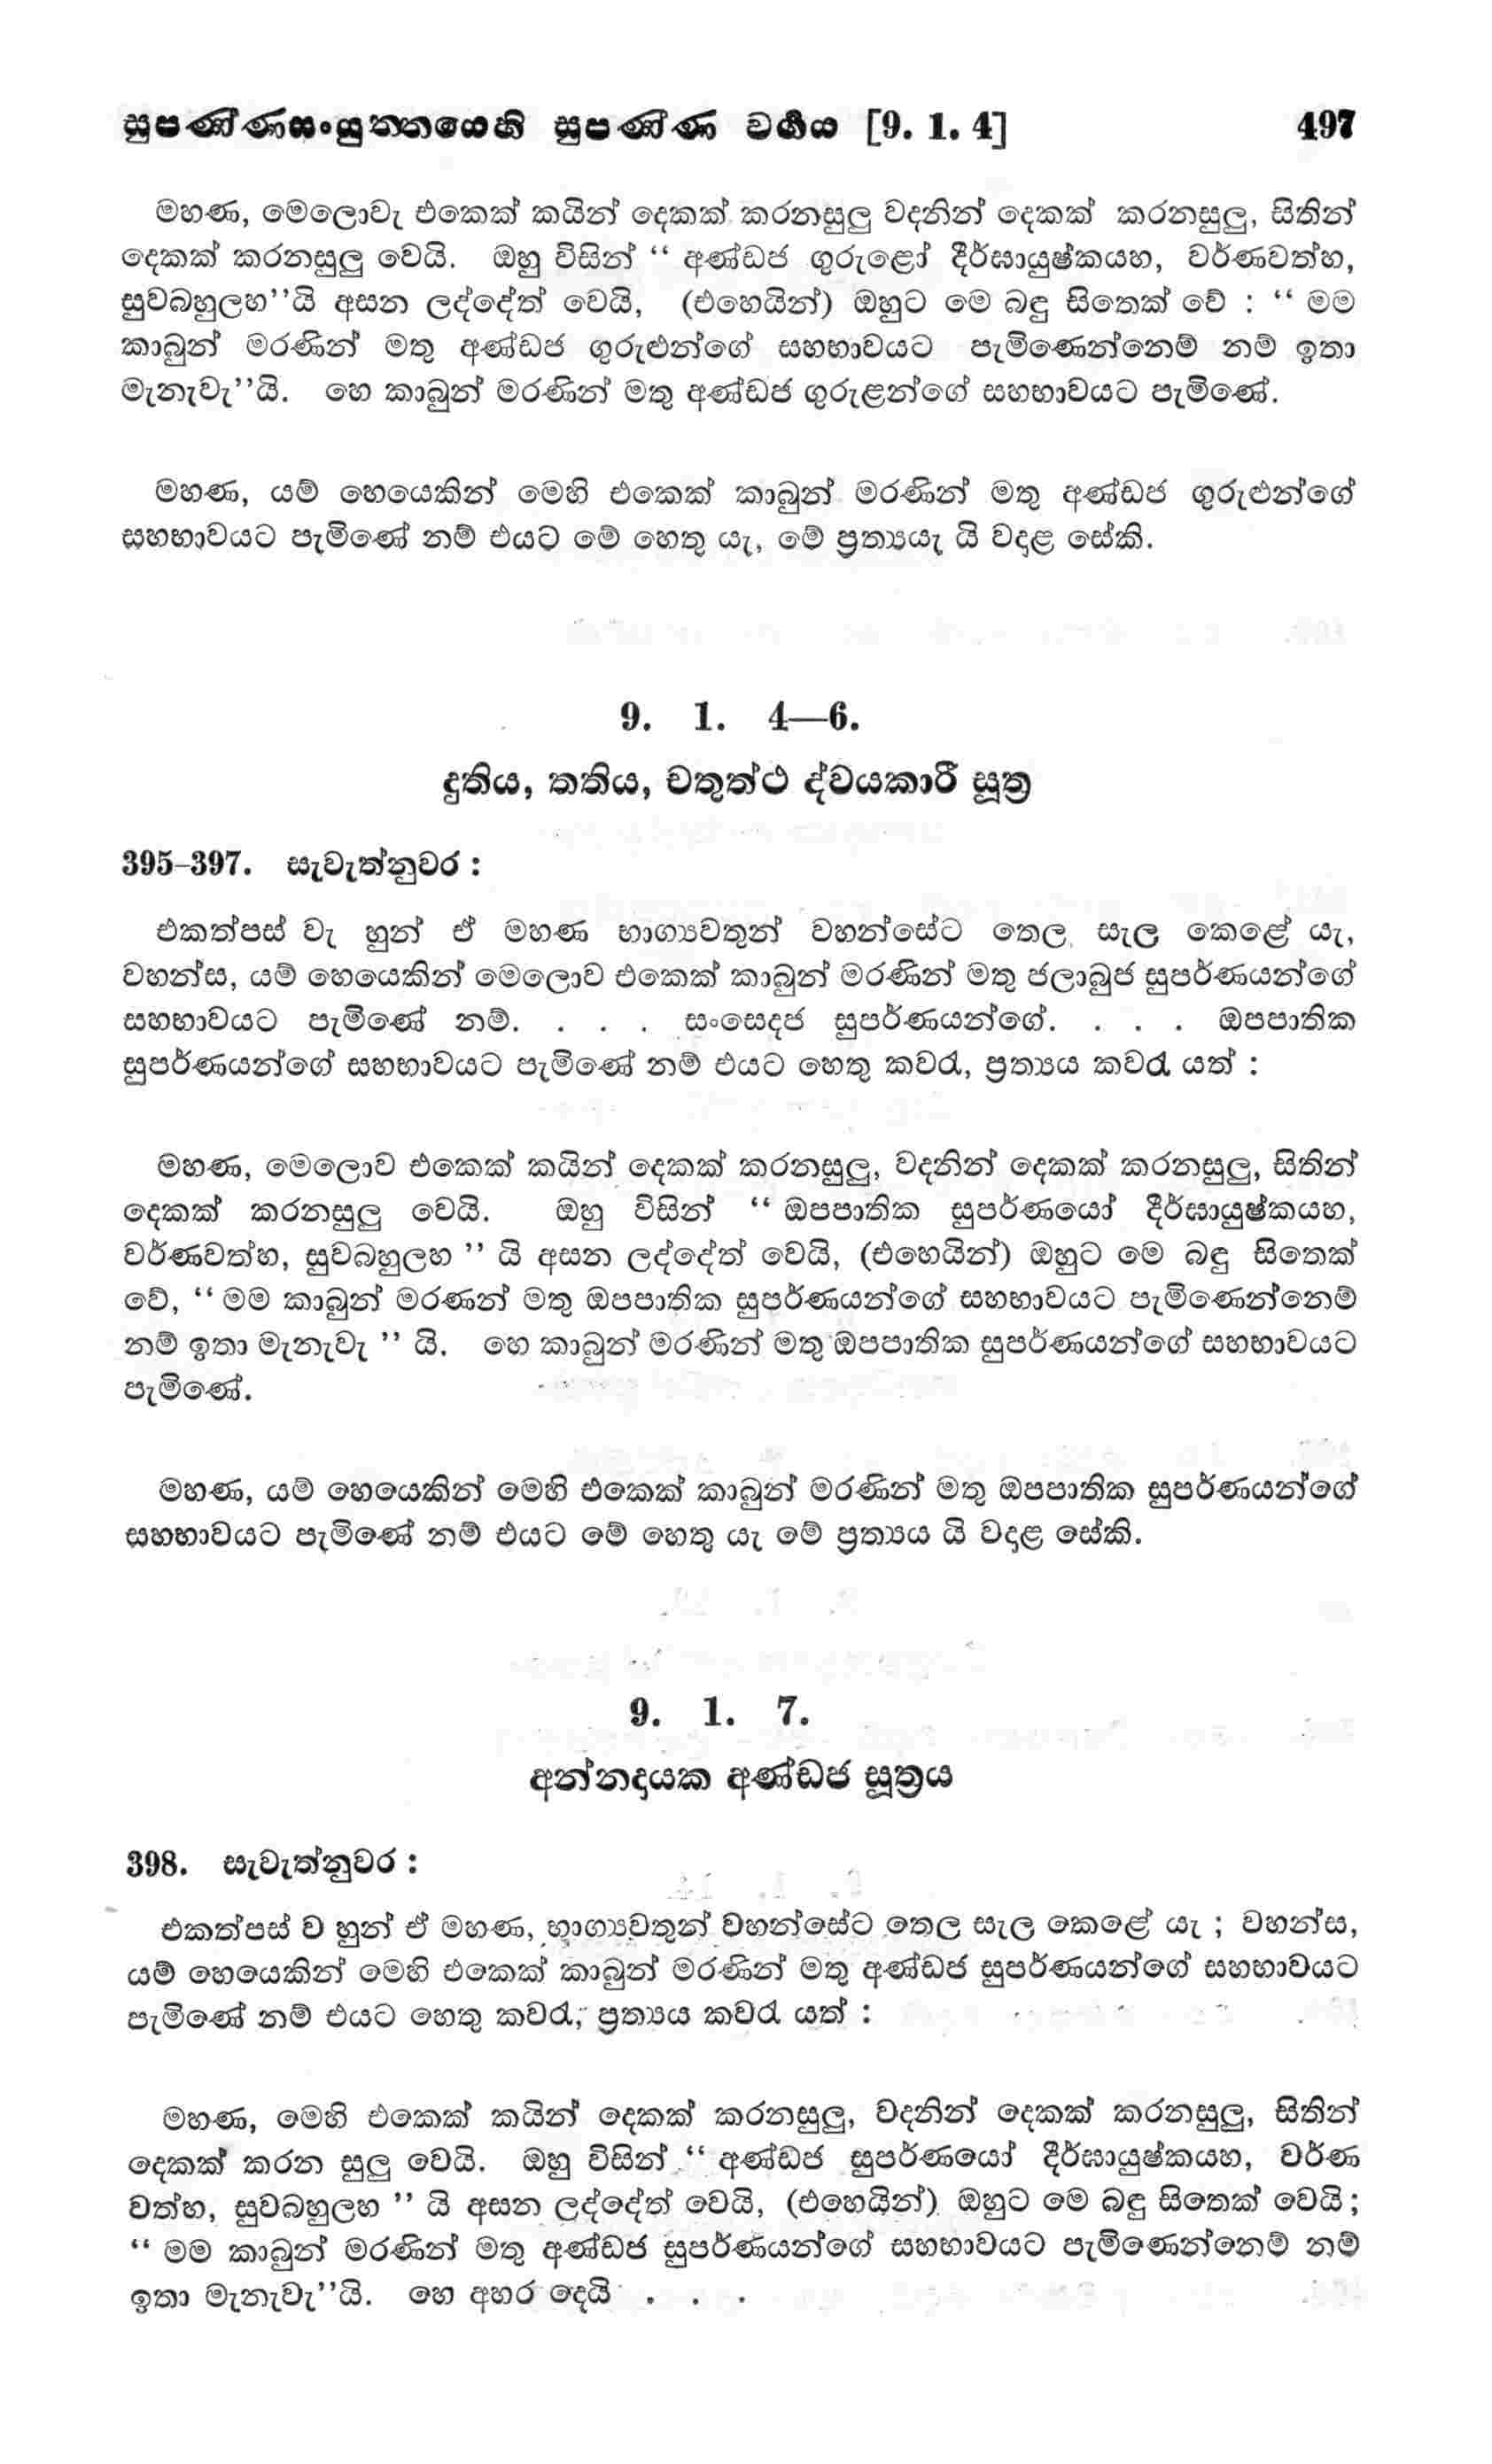 සුපණ්ණසංයුත්තයෙහි සුපණ්ණ වර්‍ගය [9. 1. 4] 497
මහණ, මෙලොවැ එකෙක් කයින් දෙකක් කරනසුලු වදනින් දෙකක් කරනසුලු, සිතින්
දෙකක් කරනසුලු වෙයි. ඔහු විසින් “ අණ්ඩජ ගුරුළෝ දීර්ඝායුෂ්කයහ, වර්ණවත්හ,
සුවබහුලහ’’යි අසන ලද්දේත් වෙයි, (එහෙයින්) ඔහුට මෙ බඳු සිතෙක් වේ : “ මම
කාබුන් මරණින් මතු අණ්ඩජ ගුරුළුන්ගේ සහභාවයට පැමිණෙන්නෙම් නම් ඉතා
මැනැවැ’’යි. හෙ කාබුන් මරණින් මතු අණ්ඩජ ගුරුළන්ගේ සහභාවයට පැමිණේ.
මහණ, යම් හෙයෙකින් මෙහි එකෙක් කාබුන් මරණින් මතු අණ්ඩජ ගුරුළුන්ගේ
සහභාවයට පැමිණේ නම් එයට මේ හෙතු යැ, මේ ප්‍රත්‍යයැ යි වදාළ සේකි.
9. 1. 4—6.
දුතිය, තතිය, චතුත්ථ ද්වයකාරී සූත්‍ර
395–397. සැවැත්නුවර :
එකත්පස් වැ හුන් ඒ මහණ භාග්‍යවතුන් වහන්සේට තෙල සැල කෙළේ යැ,
වහන්ස, යම් හෙයෙකින් මෙලොව එකෙක් කාබුන් මරණින් මතු ජලාබුජ සුපර්ණයන්ගේ
සහභාවයට පැමිණේ නම්. . . . සංසෙදජ සුපර්ණයන්ගේ. . . . ඔපපාතික
සුපර්ණයන්ගේ සහභාවයට පැමිණේ නම් එයට හෙතු කවරැ, ප්‍රත්‍යය කවරැ යත් :
මහණ, මෙලොව එකෙක් කයින් දෙකක් කරනසුලු, වදනින් දෙකක් කරනසුලු, සිතින්
දෙකක් කරනසුලු වෙයි. ඔහු විසින් “ ඔපපාතික සුපර්ණයෝ දීර්ඝායුෂ්කයහ,
වර්ණවත්හ, සුවබහුලහ ’’ යි අසන ලද්දේත් වෙයි, (එහෙයින්) ඔහුට මෙ බඳු සිතෙක්
වේ, “ මම කාබුන් මරණන් මතු ඔපපාතික සුපර්ණයන්ගේ සහභාවයට පැමිණෙන්නෙම්
නම් ඉතා මැනැවැ ’’ යි. හෙ කාබුන් මරණින් මතු ඔපපාතික සුපර්ණයන්ගේ සහභාවයට
පැමිණේ.
මහණ, යම් හෙයෙකින් මෙහි එකෙක් කාබුන් මරණින් මතු ඔපපාතික සුපර්ණයන්ගේ
සහභාවයට පැමිණේ නම් එයට මේ හෙතු යැ මේ ප්‍රත්‍යය යි වදාළ සේකි.
9. 1. 7.
අන්නදායක අණ්ඩජ සූත්‍රය
398. සැවැත්නුවර :
එකත්පස් ව හුන් ඒ මහණ, භාග්‍යවතුන් වහන්සේට තෙල සැල කෙළේ යැ ; වහන්ස,
යම් හෙයෙකින් මෙහි එකෙක් කාබුන් මරණින් මතු අණ්ඩජ සුපර්ණයන්ගේ සහභාවයට
පැමිණේ නම් එයට හෙතු කවරැ, ප්‍රත්‍යය කවරැ යත් :
මහණ, මෙහි එකෙක් කයින් දෙකක් කරනසුලු, වදනින් දෙකක් කරනසුලු, සිතින්
දෙකක් කරන සුලු වෙයි. ඔහු විසින් “ අණ්ඩජ සුපර්ණයෝ දීර්ඝායුෂ්කයහ, වර්ණ
වත්හ, සුවබහුලහ ’’ යි අසන ලද්දේත් වෙයි, (එහෙයින්) ඔහුට මෙ බඳු සිතෙක් වෙයි;
“ මම කාබුන් මරණින් මතු අණ්ඩජ සුපර්ණයන්ගේ සහභාවයට පැමිණෙන්නෙම් නම්
ඉතා මැනැවැ’’යි. හෙ අහර දෙයි . . .